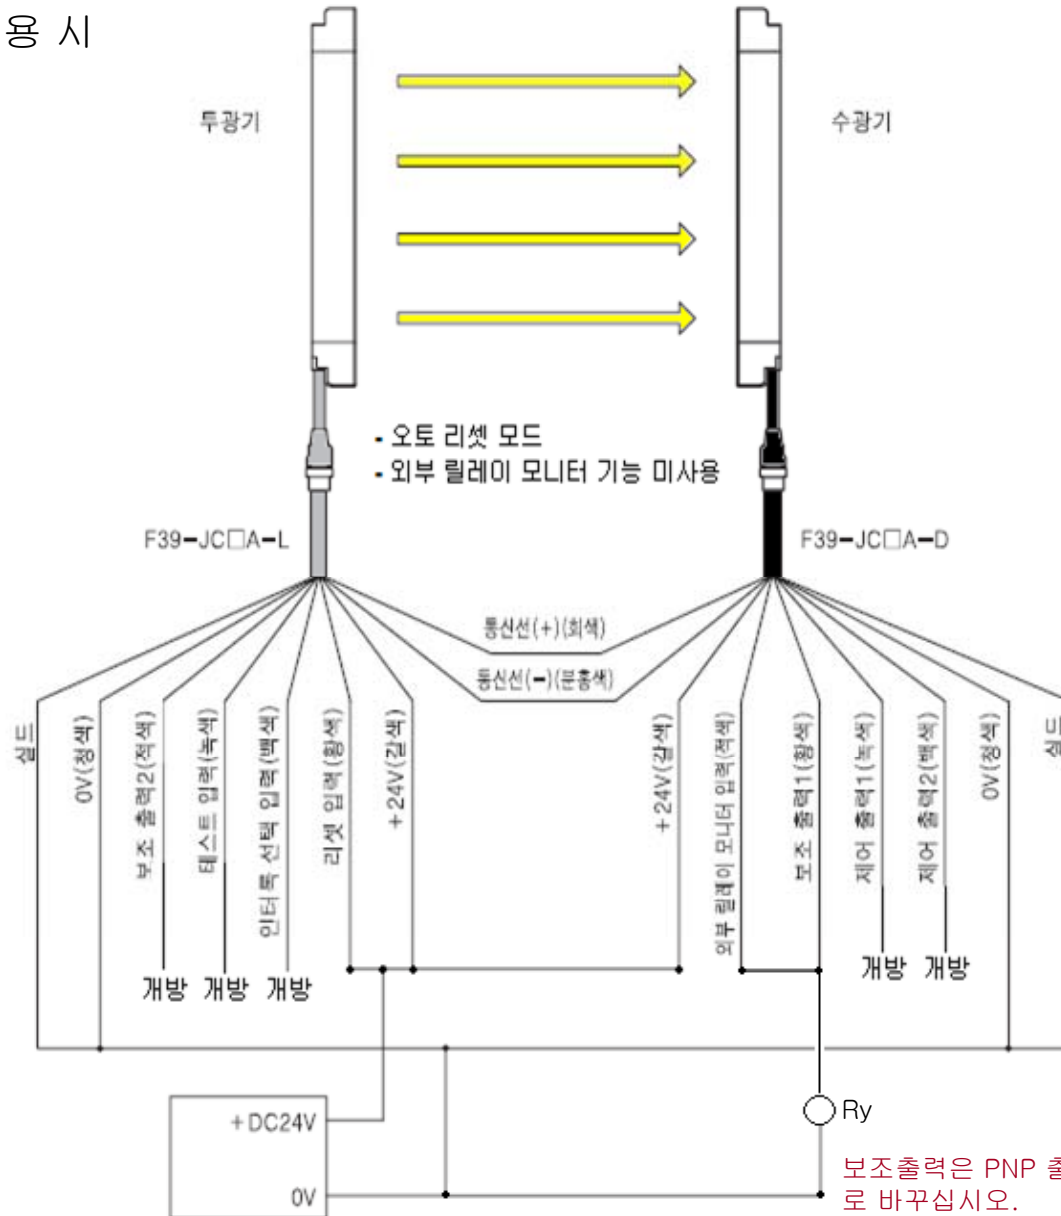 용 시
투광기
수광기
- 오토 리셋 모드
- 외부 릴레이 모니터 기능 미사용
F39-JC□A-L
F39-JC□A-D
통신선(+)(회색)
통신선(-)(분홍색)
실드
0V(청색)
보조 출력2(적색)
테스트 입력(녹색)
인터록 선택 입력(백색)
리셋 입력(황색)
+24V(갈색)
+24V(갈색)
외부 릴레이 모니터 입력(적색)
보조 출력1(황색)
제어 출력1(녹색)
제어 출력2(백색)
0V(청색)
실드
개방 개방 개방
개방 개방
+DC24V
0V
Ry
보조출력은 PNP 출
로 바꾸십시오.